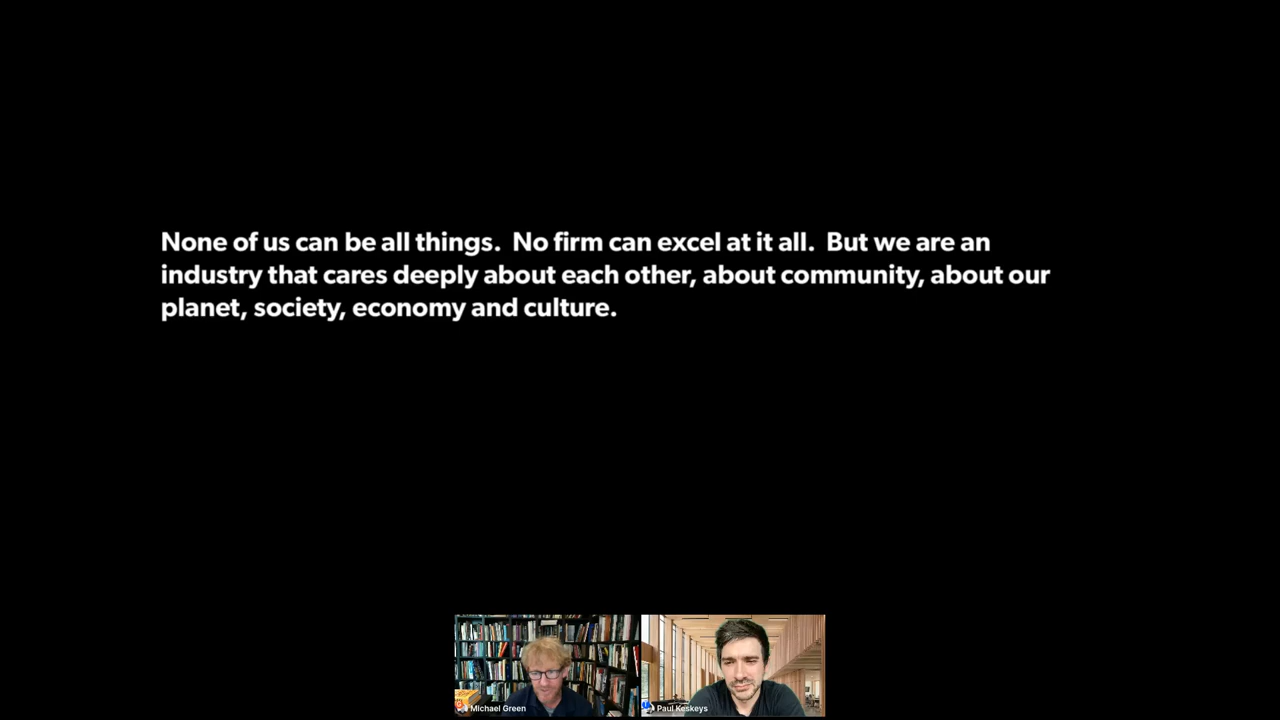 None of us can be all things.  No firm can excel at it all.  But we are an
industry that cares deeply about each other, about community, about our
planet, society, economy and culture.
Michael Green
Paul Keskeys